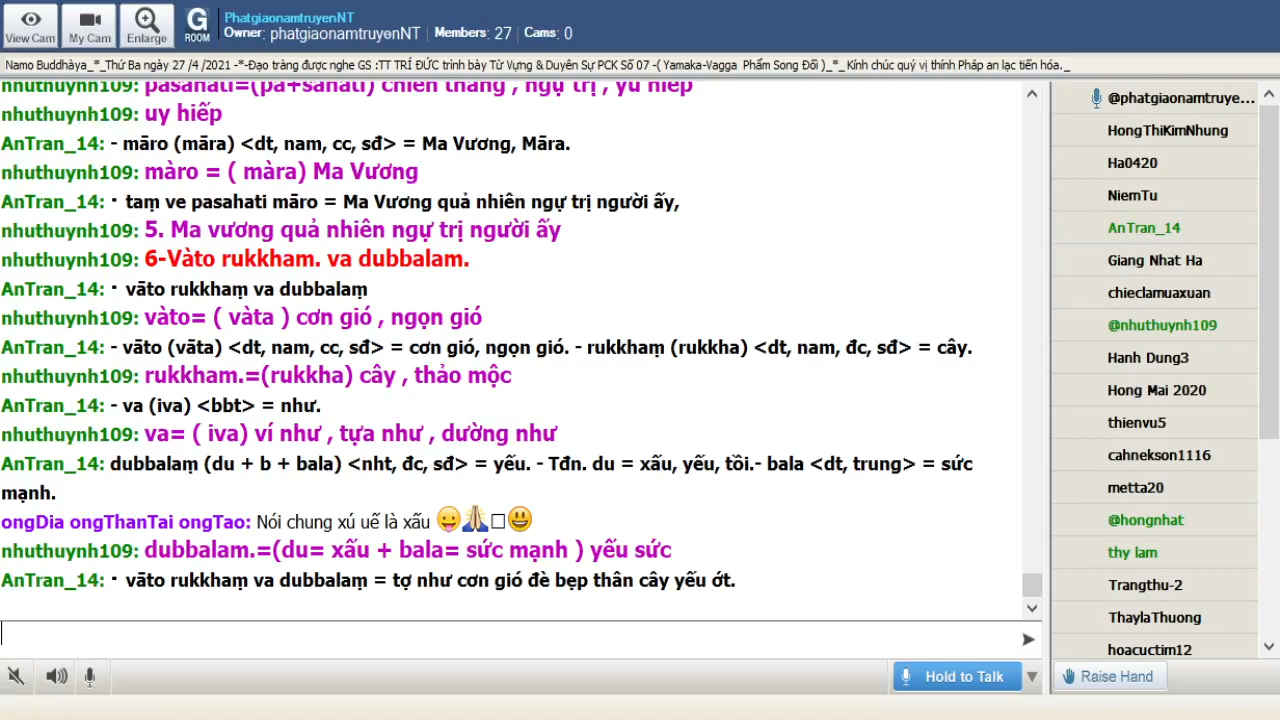 View Cam
My Cam
Enlarge
G
ROOM
PhatgiaonamtruyenNT
Owner: phatgiaonamtruyenNT | Members: 27 | Cams: 0
Namo Buddhàya_*_Thứ Ba ngày 27 /4 /2021 -*-Đạo tràng được nghe GS :TT TRÍ ĐỨC trình bày Từ Vựng & Duyên Sự PCK Số 07 -( Yamaka-Vagga Phẩm Song Đối )_*_ Kính chúc quý vị thính Pháp an lạc tiến hóa._
nhuthuynh109: pasahati=(pa+sahati) chiến thắng , ngự trị , yu hiếp
nhuthuynh109: uy hiếp
AnTran_14: - māro (māra) <dt, nam, cc, sđ> = Ma Vương, Māra.
nhuthuynh109: màro = ( màra) Ma Vương
AnTran_14: · taṃ ve pasahati māro = Ma Vương quả nhiên ngự trị người ấy,
nhuthuynh109: 5. Ma vương quả nhiên ngự trị người ấy
nhuthuynh109: 6-Vàto rukkham. va dubbalam.
AnTran_14: · vāto rukkhaṃ va dubbalaṃ
nhuthuynh109: vàto= ( vàta ) cơn gió , ngọn gió
AnTran_14: - vāto (vāta) <dt, nam, cc, sđ> = cơn gió, ngọn gió. - rukkhaṃ (rukkha) <dt, nam, đc, sđ> = cây.
nhuthuynh109: rukkham.=(rukkha) cây , thảo mộc
AnTran_14: - va (iva) <bbt> = như.
nhuthuynh109: va= ( iva) ví như , tựa như , dường như
AnTran_14: dubbalaṃ (du + b + bala) <nht, đc, sđ> = yếu. - Tđn. du = xấu, yếu, tồi.- bala <dt, trung> = sức
mạnh.
ongDia ongThanTai ongTao: Nói chung xú uế là xấu 😛🙏□😃
nhuthuynh109: dubbalam.=(du= xấu + bala= sức mạnh ) yếu sức
AnTran_14: · vāto rukkhaṃ va dubbalaṃ = tợ như cơn gió đè bẹp thân cây yếu ớt.
@phatgiaonamtruye...
HongThiKimNhung
Ha0420
NiemTu
AnTran_14
Giang Nhat Ha
chieclamuaxuan
@nhuthuynh109
Hanh Dung3
Hong Mai 2020
thienvu5
cahnekson1116
metta20
@hongnhat
thy lam
Trangthu-2
ThaylaThuong
hoacuctim12
Hold to Talk
Raise Hand